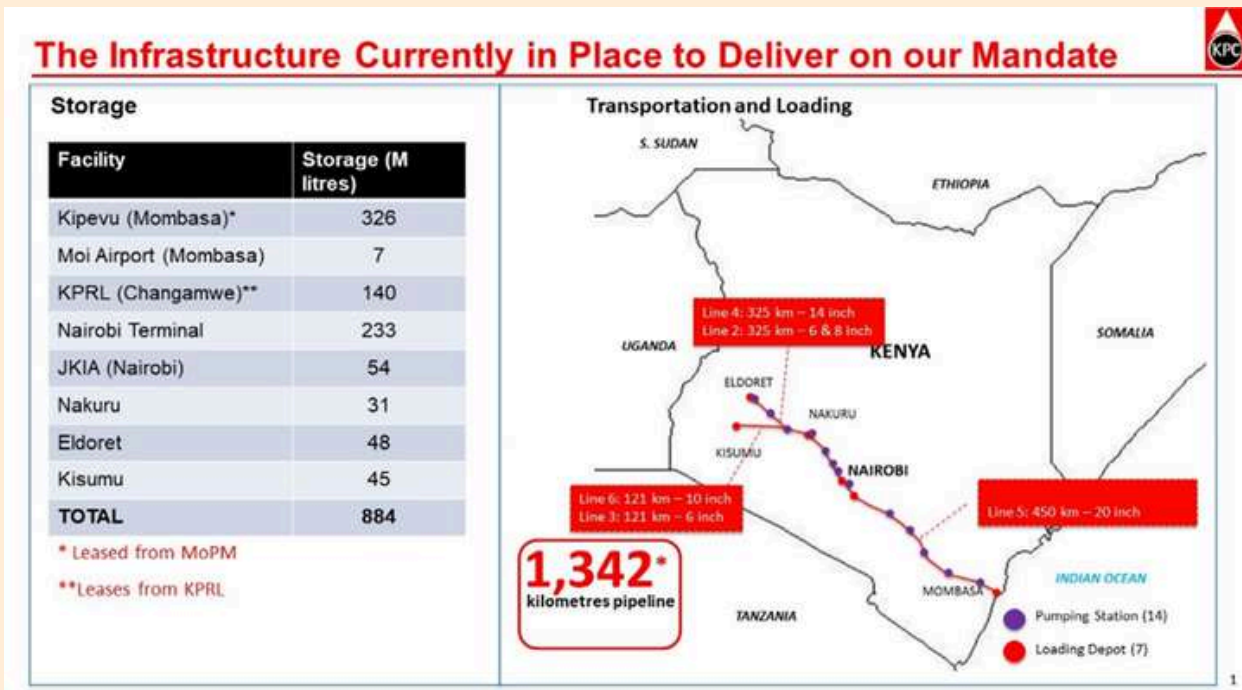 The Infrastructure Currently in Place to Deliver on our Mandate
KPC
Storage
Facility Storage (M
litres)
Kipevu (Mombasa)* 326
Moi Airport (Mombasa) 7
KPRL (Changamwe)** 140
Nairobi Terminal 233
JKIA (Nairobi) 54
Nakuru 31
Eldoret 48
Kisumu 45
TOTAL 884
* Leased from MoPM
**Leases from KPRL
Transportation and Loading
S. SUDAN
ETHIOPIA
Line 4: 325 km – 14 inch
Line 2: 325 km – 6 & 8 inch
UGANDA
KENYA
SOMALIA
ELDORET
NAKURU
KISUMU
NAIROBI
Line 6: 121 km – 10 inch
Line 3: 121 km – 6 inch
Line 5: 450 km – 20 inch
1,342*
kilometres pipeline
MOMBASA
INDIAN OCEAN
TANZANIA
Pumping Station (14)
Loading Depot (7)
1